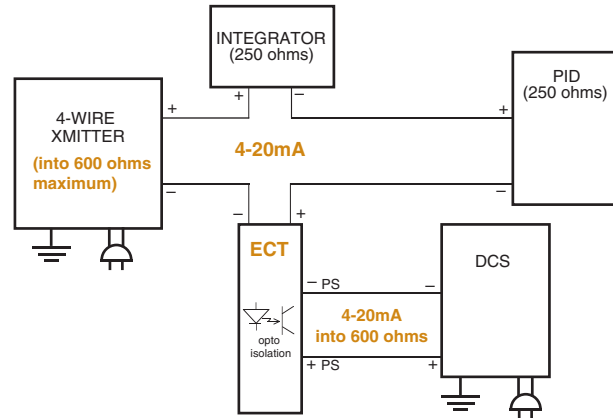 INTEGRATOR
(250 ohms)
+
−
PID
(250 ohms)
+
−
4-WIRE
XMITTER
(into 600 ohms
maximum)
+
−
4-20mA
−
+
ECT
opto
isolation
− PS
+ PS
4-20mA
into 600 ohms
DCS
−
+